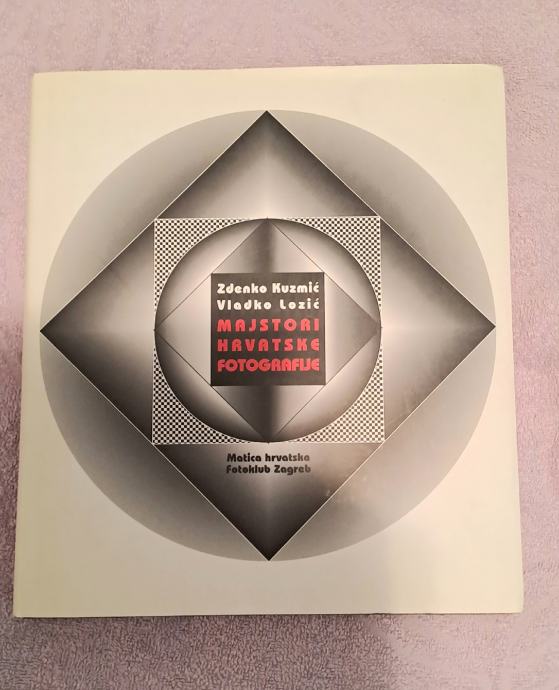 Zdenko Kuzmić
Vladko Lozić
MAJSTORI
HRVATSKE
FOTOGRAFIJE
Matica hrvatska
Fotoklub Zagreb